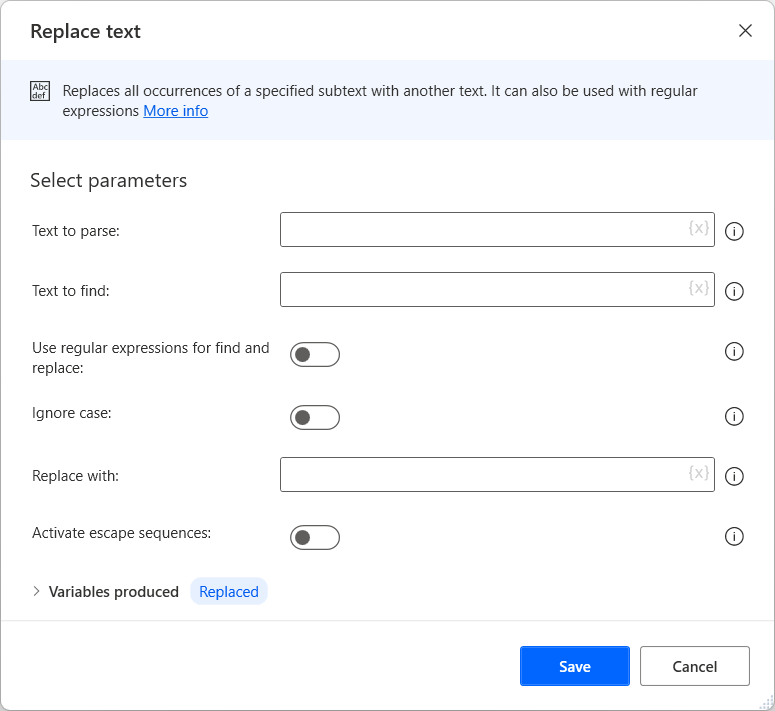 Replace text
Abc
def
Replaces all occurrences of a specified subtext with another text. It can also be used with regular
expressions More info
Select parameters
Text to parse:
{x}
Text to find:
{x}
Use regular expressions for find and
replace:
Ignore case:
Replace with:
{x}
Activate escape sequences:
Variables produced Replaced
Save Cancel